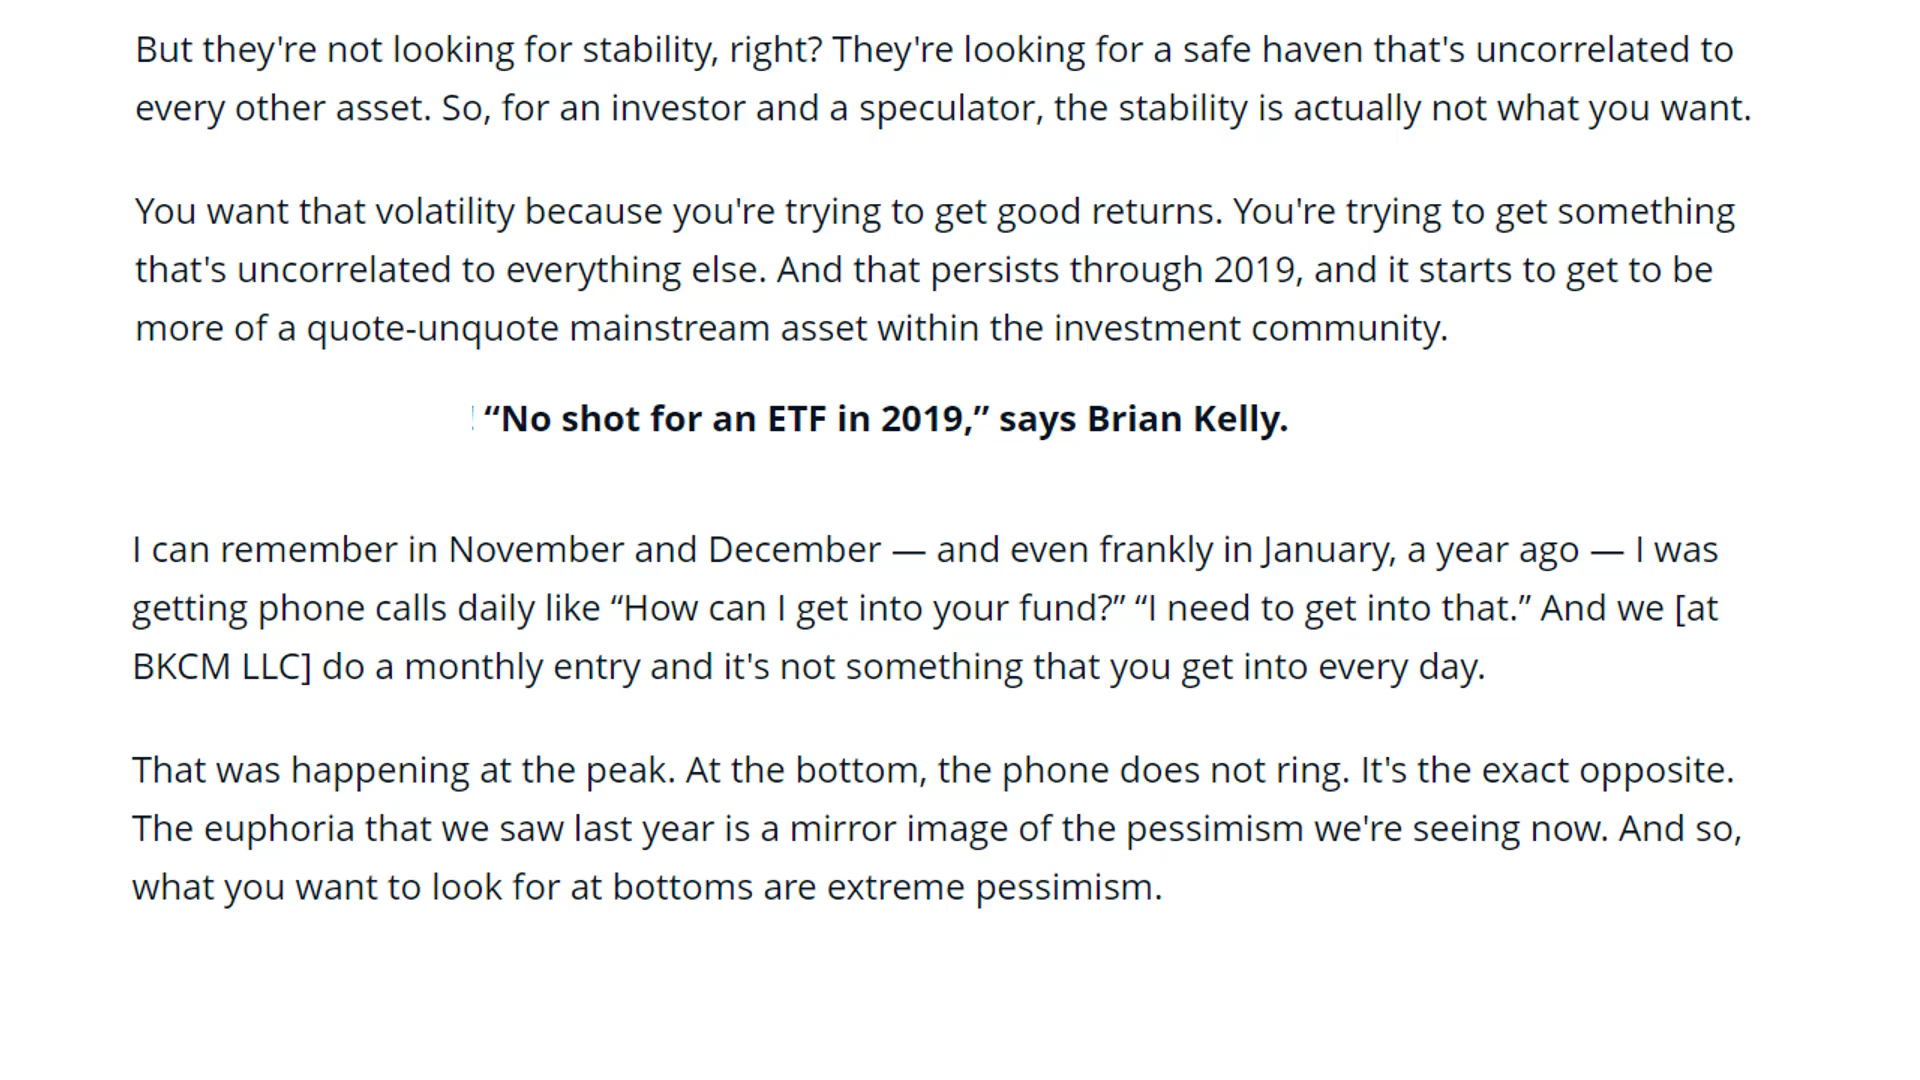 But they're not looking for stability, right? They're looking for a safe haven that's uncorrelated to
every other asset. So, for an investor and a speculator, the stability is actually not what you want.
You want that volatility because you're trying to get good returns. You're trying to get something
that's uncorrelated to everything else. And that persists through 2019, and it starts to get to be
more of a quote-unquote mainstream asset within the investment community.
“No shot for an ETF in 2019,” says Brian Kelly.
I can remember in November and December — and even frankly in January, a year ago — I was
getting phone calls daily like “How can I get into your fund?” “I need to get into that.” And we [at
BKCM LLC] do a monthly entry and it's not something that you get into every day.
That was happening at the peak. At the bottom, the phone does not ring. It's the exact opposite.
The euphoria that we saw last year is a mirror image of the pessimism we're seeing now. And so,
what you want to look for at bottoms are extreme pessimism.